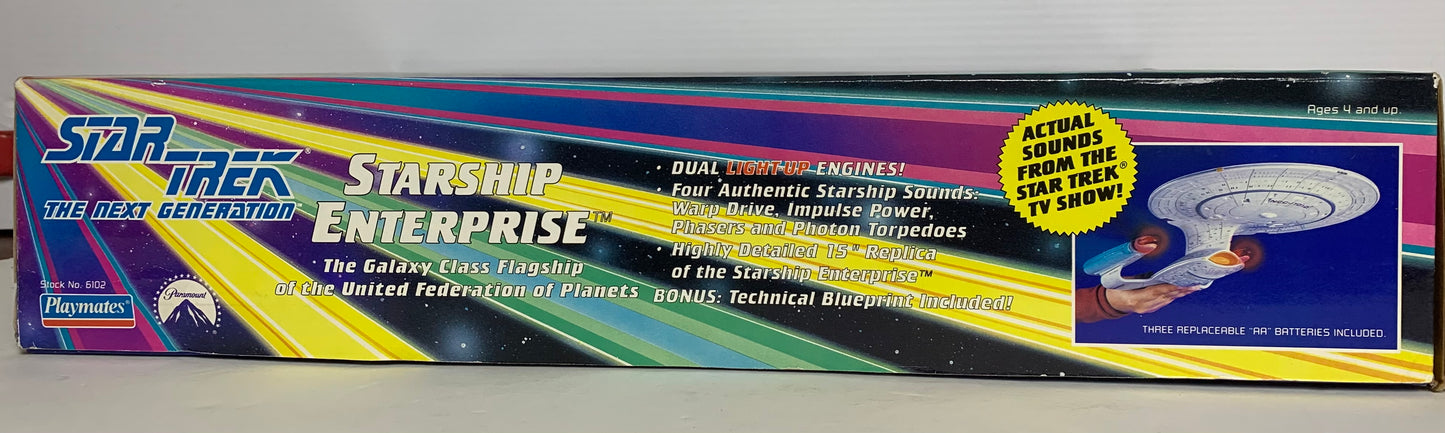 STAR
TREK®
THE NEXT GENERATION™
Stock No. 6102
Playmates®
Paramount
STARSHIP
ENTERPRISE™
The Galaxy Class Flagship
of the United Federation of Planets
• DUAL LIGHT-UP ENGINES!
• Four Authentic Starship Sounds:
Warp Drive, Impulse Power,
Phasers and Photon Torpedoes
• Highly Detailed 15" Replica
of the Starship Enterprise™
BONUS: Technical Blueprint Included!
ACTUAL
SOUNDS
FROM THE
STAR TREK®
TV SHOW!
Ages 4 and up.
THREE REPLACEABLE "AA" BATTERIES INCLUDED.